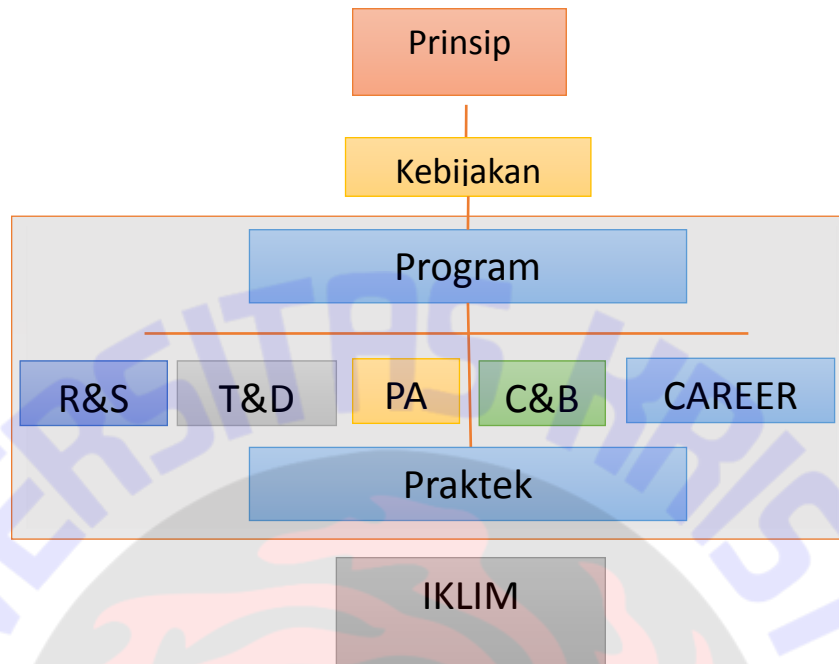 Prinsip
Kebijakan
Program
R&S
T&D
PA
C&B
CAREER
Praktek
IKLIM